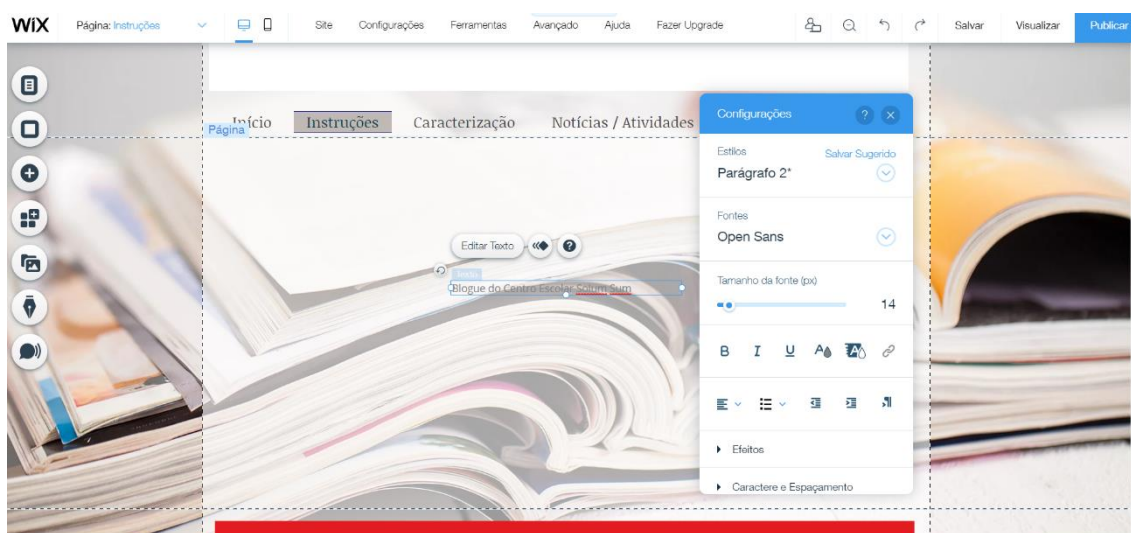 WiX Página: Instruções Site Configurações Ferramentas Avançado Ajuda Fazer Upgrade Salvar Visualizar Publicar
Início Instruções Caracterização Notícias / Atividades
Página
Editar Texto
Texto
Blogue do Centro Escolar Solum Sum
Configurações ?
Estilos Salvar Sugerido
Parágrafo 2*
Fontes
Open Sans
Tamanho da fonte (px)
14
B I U A A
Efeitos
Caractere e Espaçamento